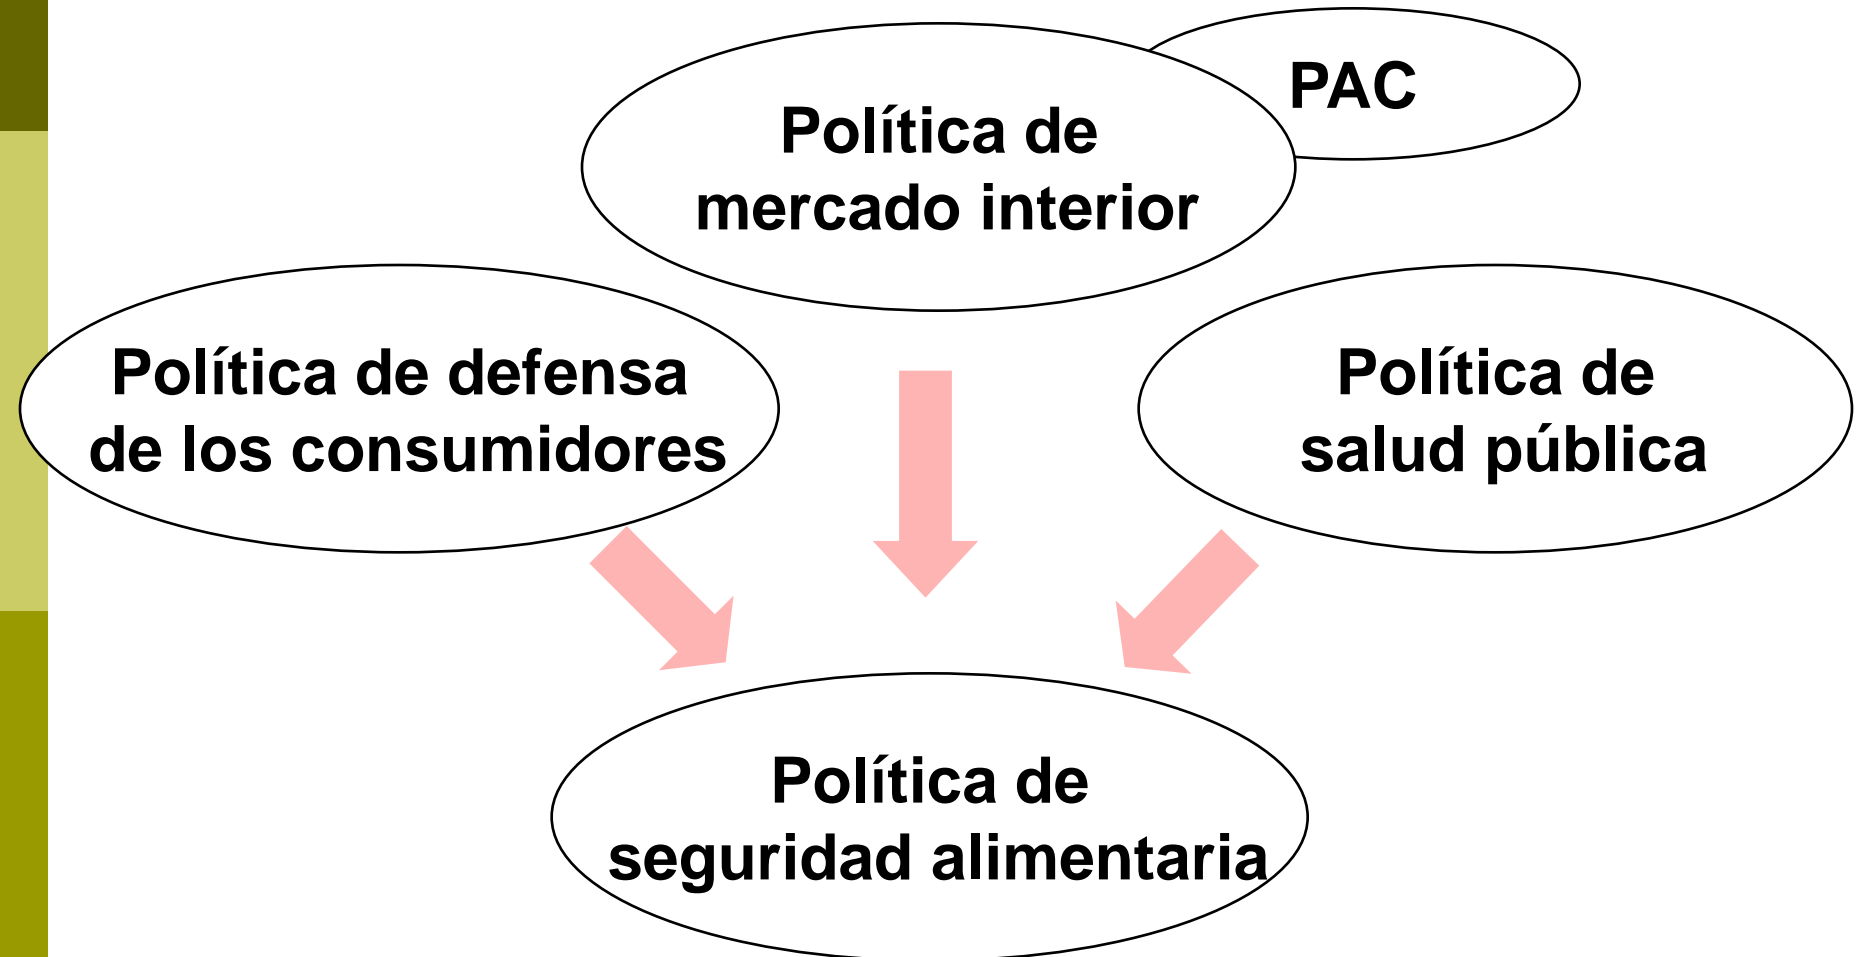 PAC
Política de
mercado interior
Política de defensa
de los consumidores
Política de
salud pública
Política de
seguridad alimentaria